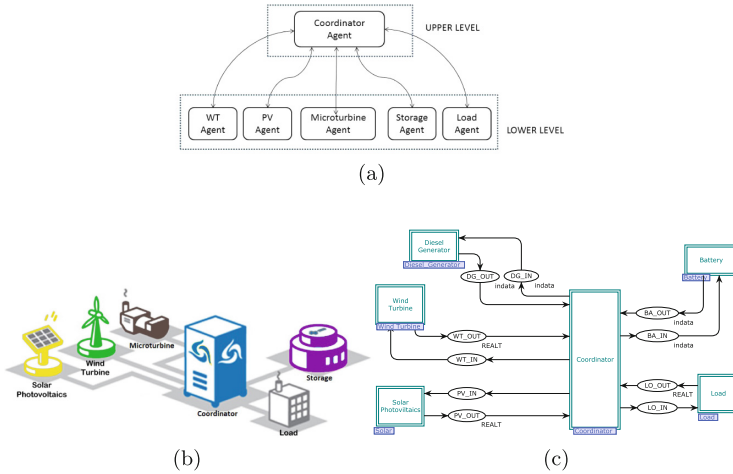 Coordinator
Agent
UPPER LEVEL
WT
Agent
PV
Agent
Microturbine
Agent
Storage
Agent
Load
Agent
LOWER LEVEL
(a)
Solar
Photovoltaics
Wind
Turbine
Microturbine
Coordinator
Storage
Load
(b)
Diesel
Generator
Diesel_Generator
DG_OUT
indata
DG_IN
indata
Wind
Turbine
Wind Turbine
WT_OUT
REALT
WT_IN
Solar
Photovoltaics
Solar
PV_IN
PV_OUT
REALT
Coordinator
Coordinator
Battery
Battery
BA_OUT
indata
BA_IN
indata
LO_OUT
REALT
LO_IN
Load
Load
(c)